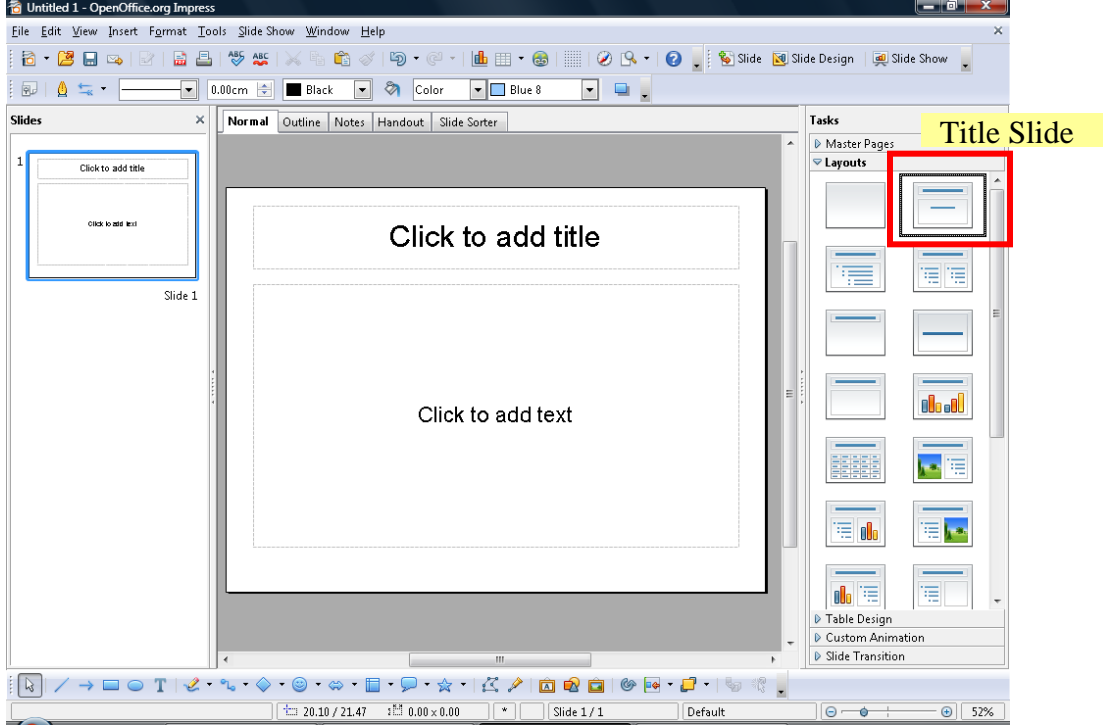 Untitled 1 - OpenOffice.org Impress
File Edit View Insert Format Tools Slide Show Window Help
Slide Slide Design Slide Show
0.00cm Black Color Blue 8
Slides
Normal Outline Notes Handout Slide Sorter
Tasks
Title Slide
Master Pages
Layouts
1
Click to add title
Click to add text
Slide 1
Click to add title
Click to add text
Table Design
Custom Animation
Slide Transition
20.10 / 21.47 0.00 x 0.00 * Slide 1 / 1 Default 52%